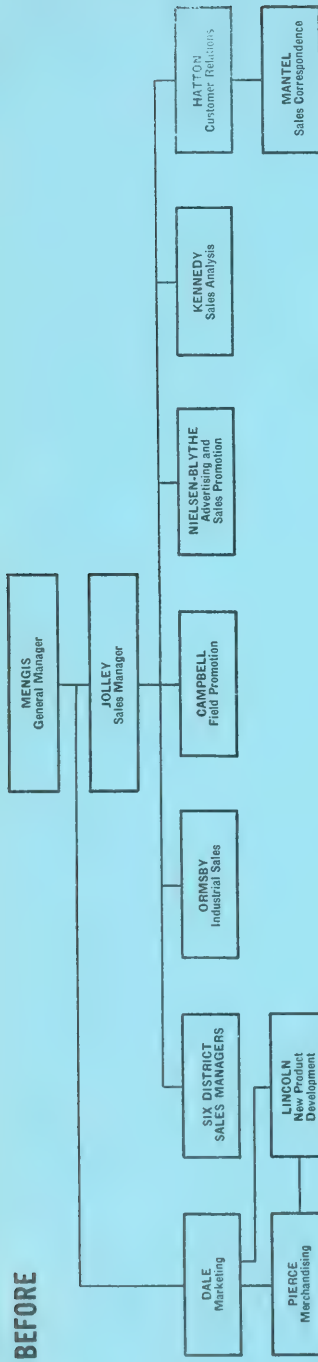 BEFORE
MENGIS
General Manager
JOLLEY
Sales Manager
DALE
Marketing
SIX DISTRICT
SALES MANAGERS
ORMSBY
Industrial Sales
CAMPBELL
Field Promotion
NIELSEN-BLYTHE
Advertising and
Sales Promotion
KENNEDY
Sales Analysis
HATTON
Customer Relations
PIERCE
Merchandising
LINCOLN
New Product
Development
MANTEL
Sales Correspondence